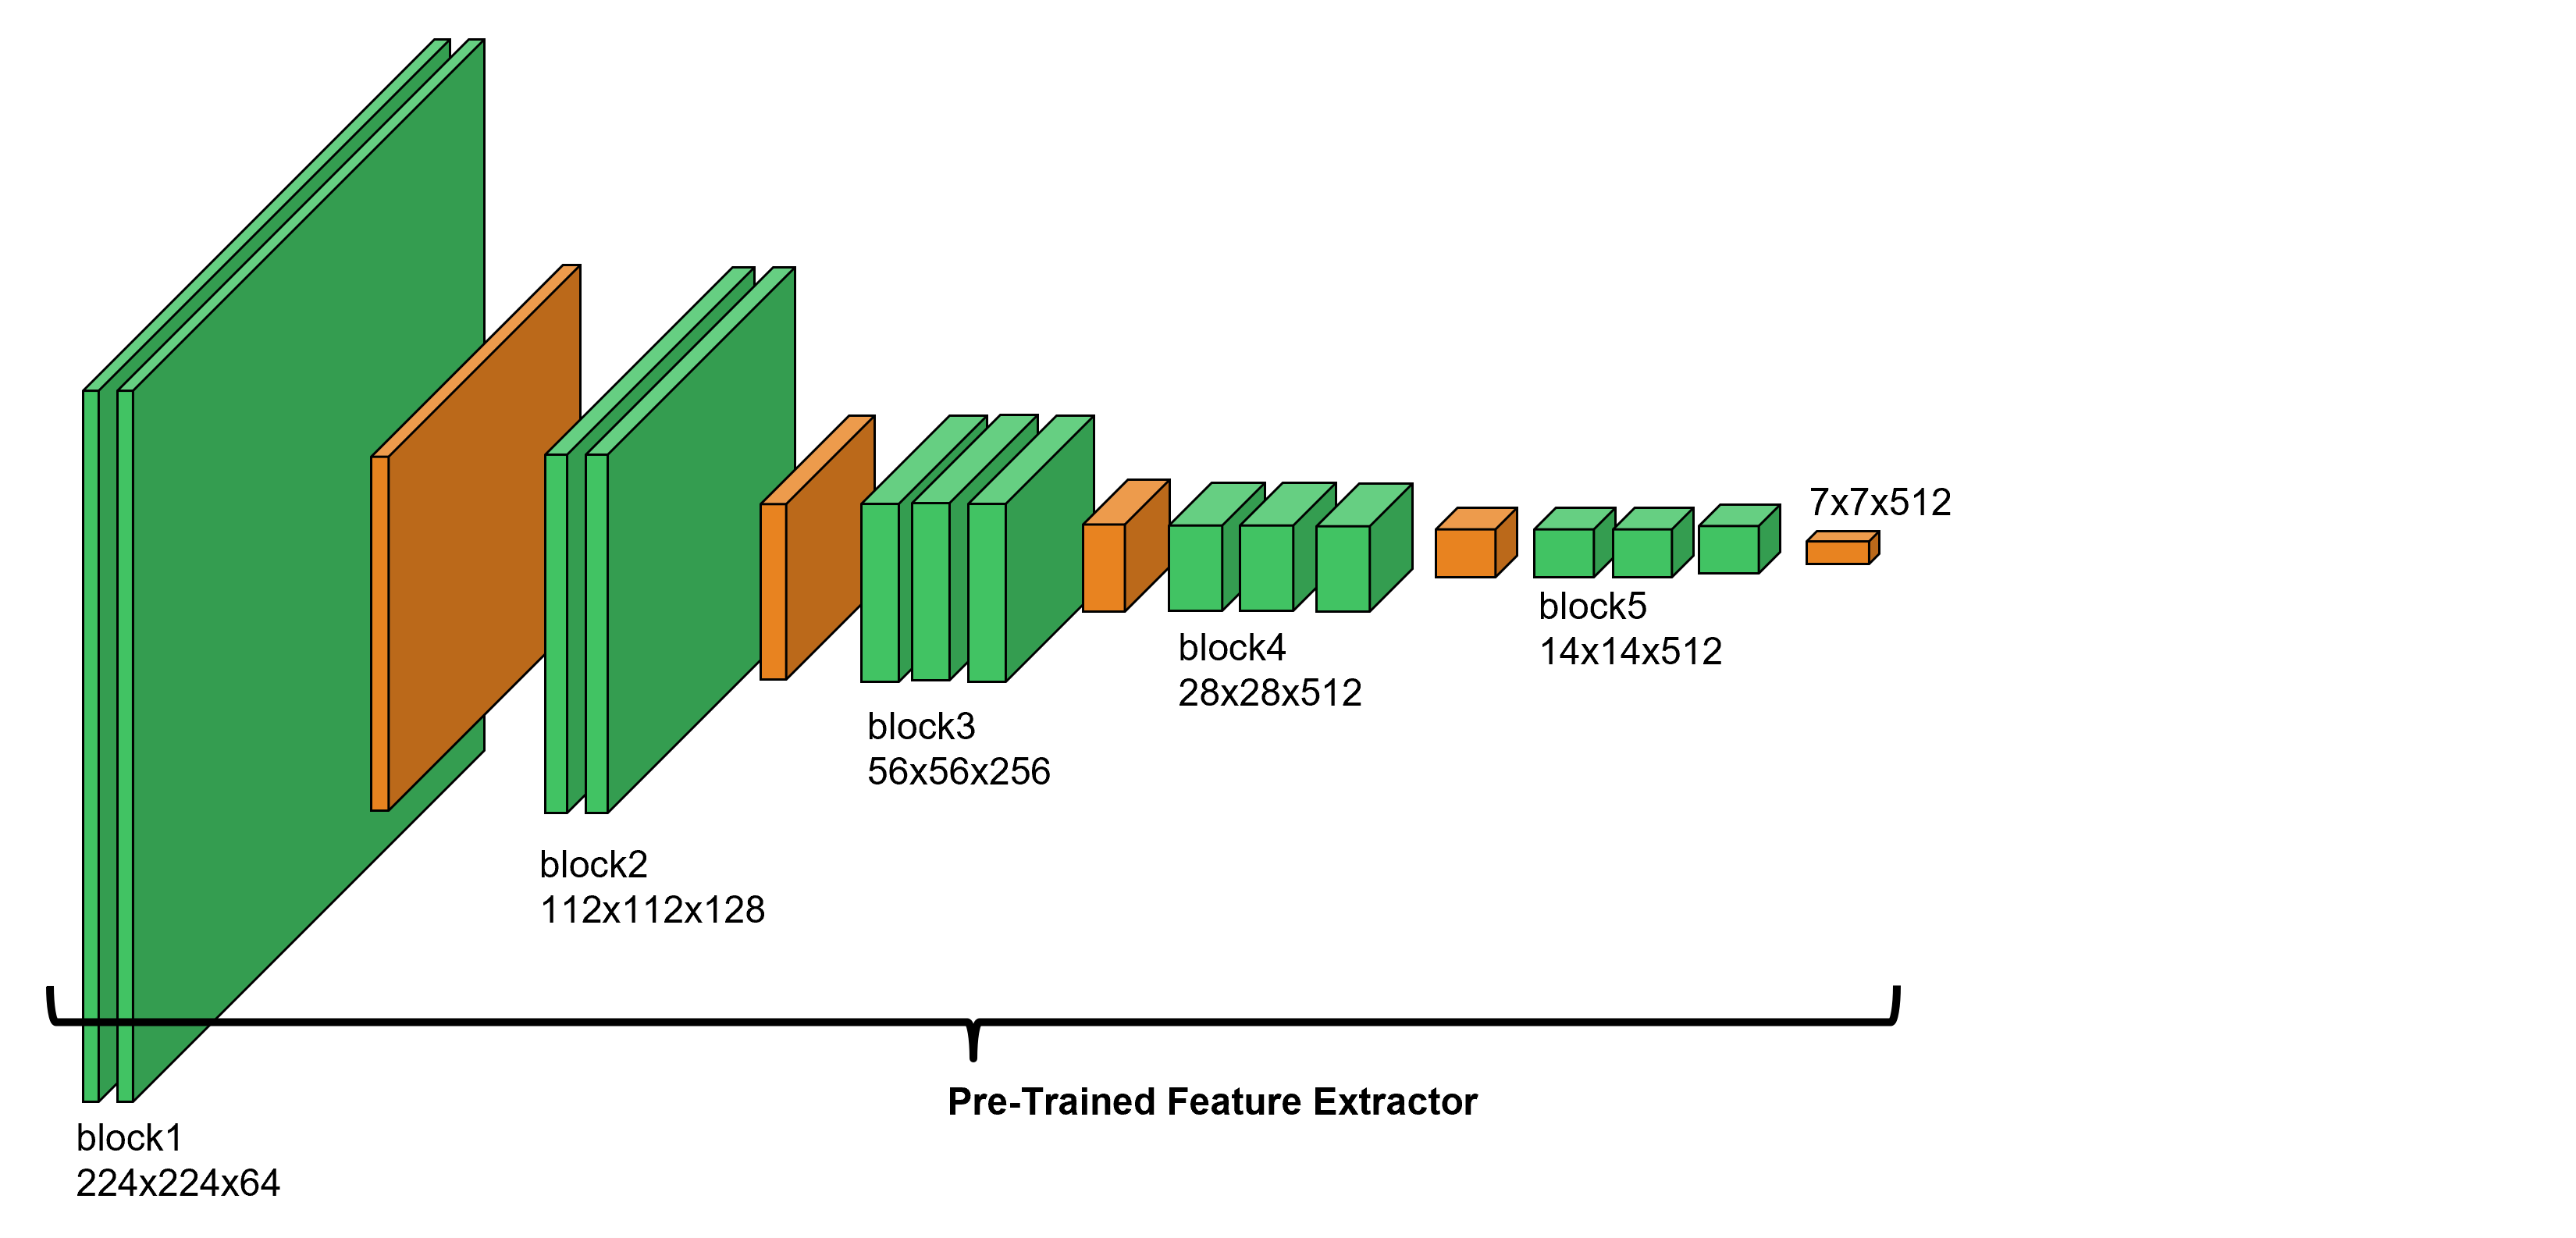 7x7x512
block5
14x14x512
block4
28x28x512
block3
56x56x256
block2
112x112x128
Pre-Trained Feature Extractor
block1
224x224x64